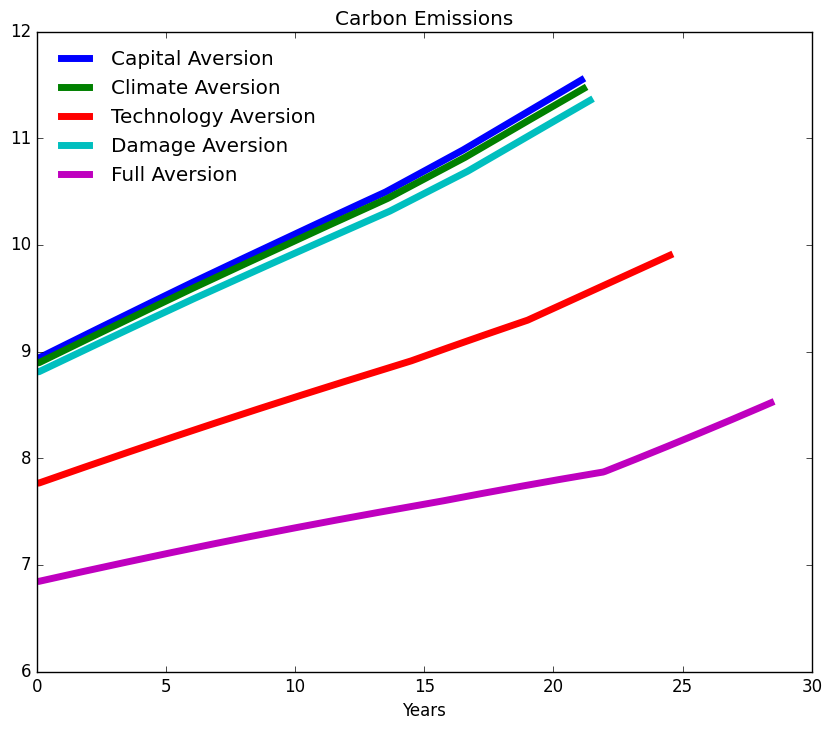 Carbon Emissions
12
11
10
9
8
7
6
Capital Aversion
Climate Aversion
Technology Aversion
Damage Aversion
Full Aversion
0 5 10 15 20 25 30
Years